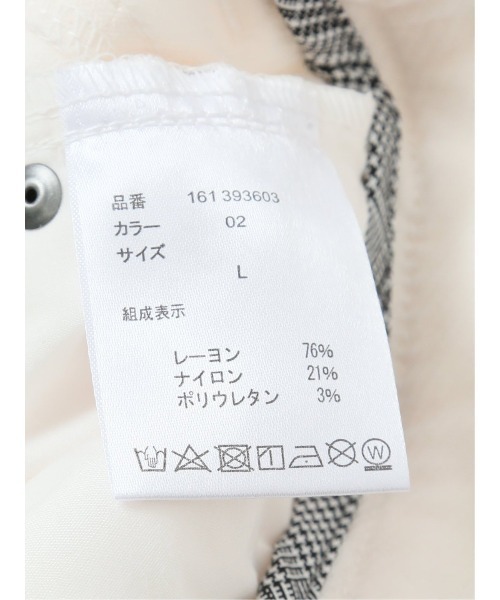 品番 161 393603
カラー 02
サイズ
L
組成表示
レーヨン 76%
ナイロン 21%
ポリウレタン 3%
W